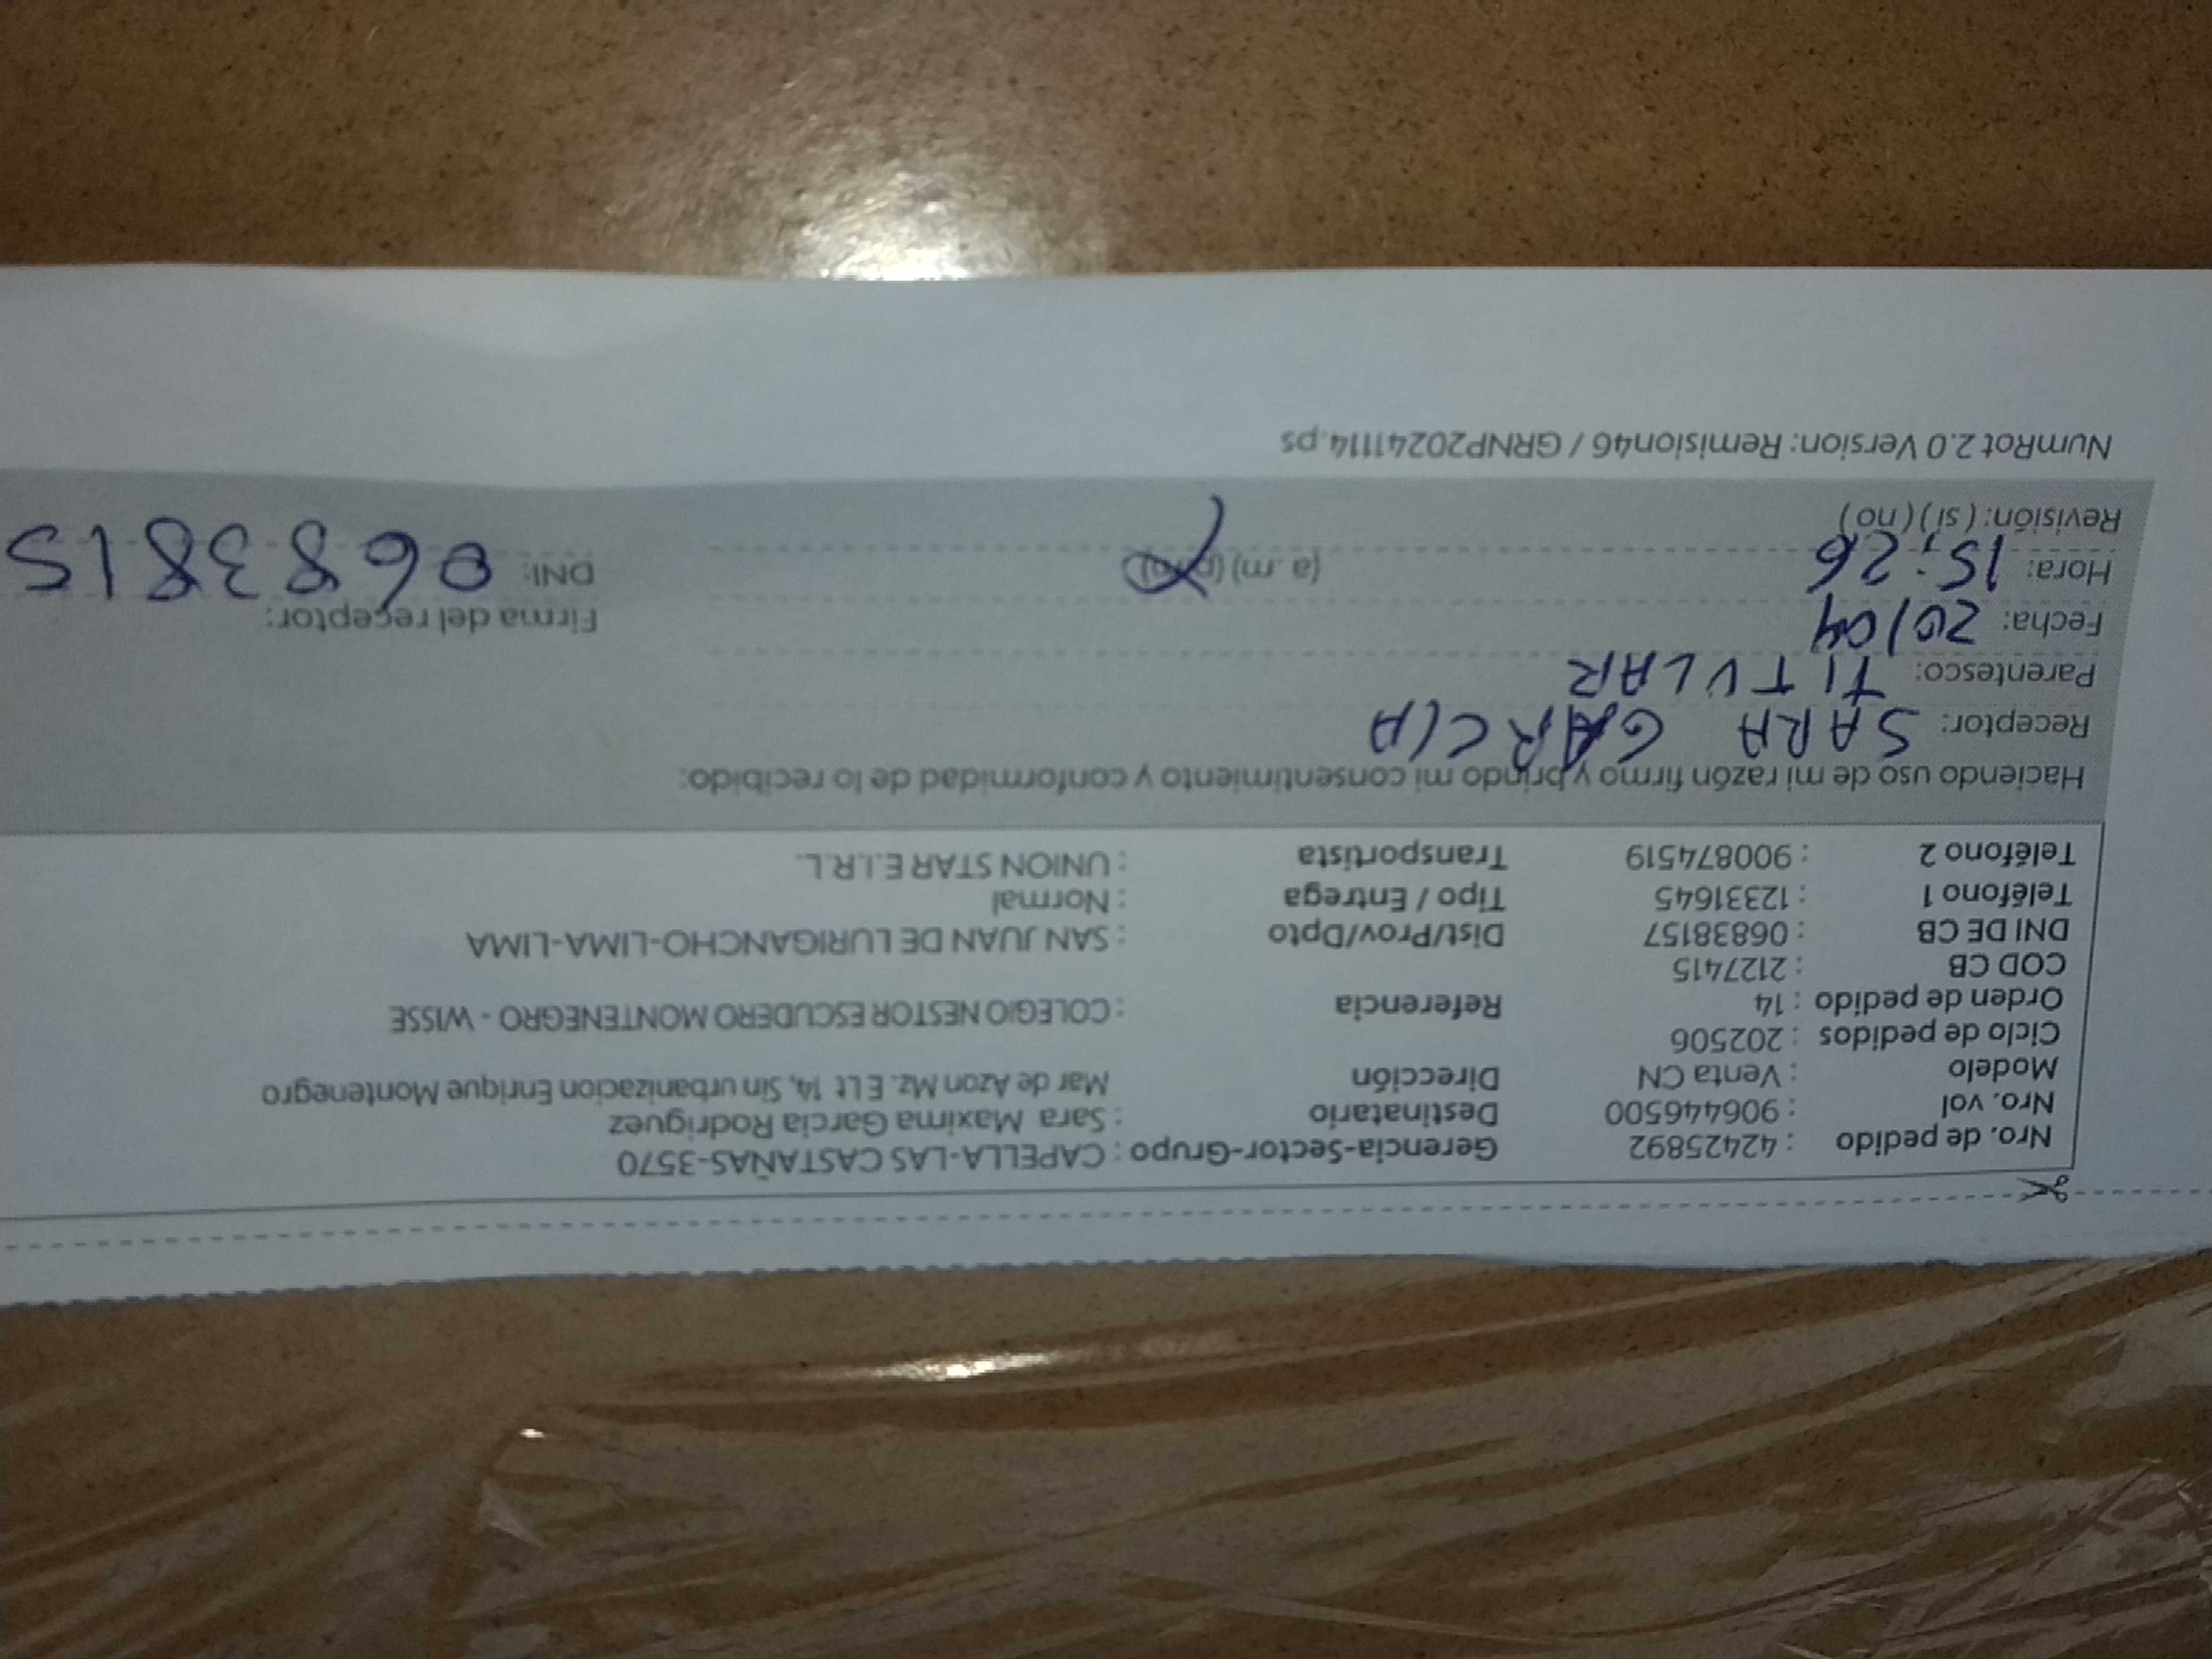 Nro. de pedido : 42425892 Gerencia-Sector-Grupo : CAPELLA-LAS CASTAÑAS-3570
Nro. vol : 906446500 Destinatario : Sara Maxima Garcia Rodriguez
Modelo : Venta CN Dirección Mar de Azon Mz. E Lt 14, Sin urbanizacion Enrique Montenegro
Ciclo de pedidos : 202506
Orden de pedido : 14 Referencia : COLEGIO NESTOR ESCUDERO MONTENEGRO - WISSE
COD CB : 2127415
DNI DE CB : 06838157 Dist/Prov/Dpto : SAN JUAN DE LURIGANCHO-LIMA-LIMA
Teléfono 1 : 12331645 Tipo / Entrega : Normal
Teléfono 2 : 900874519 Transportista : UNION STAR E.I.R.L.
Haciendo uso de mi razón firmo y brindo mi consentimiento y conformidad de lo recibido:
Receptor: SARA GARCIA
Parentesco: TITULAR
Fecha: 20/04 Firma del receptor:
Hora: 15:26 (a.m) (p.m) DNI: 0683815
Revisión: (si) (no)
NumRot 2.0 Version: Remision46 / GRNP20241114.ps